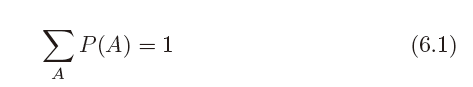 ∑_A P(A) = 1 (6.1)